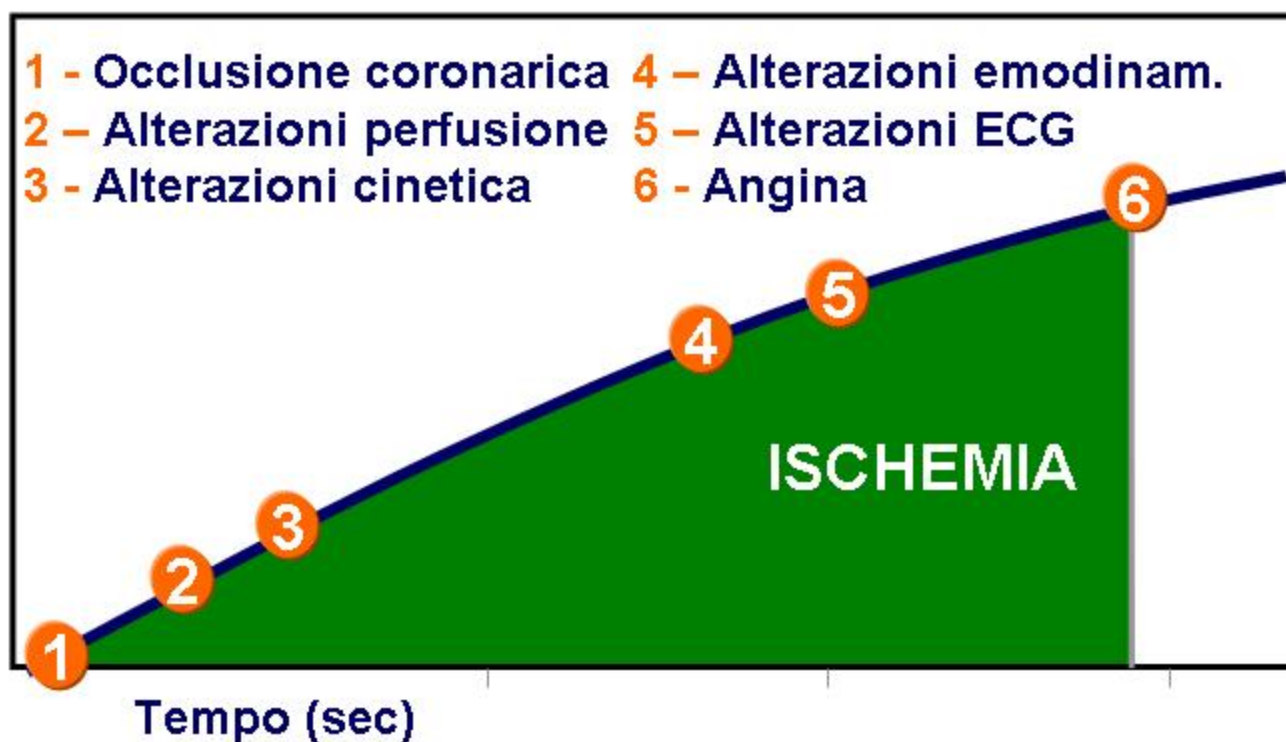 1 - Occlusione coronarica
2 – Alterazioni perfusione
3 - Alterazioni cinetica
4 – Alterazioni emodinam.
5 – Alterazioni ECG
6 - Angina
6
5
4
ISCHEMIA
3
2
1
Tempo (sec)